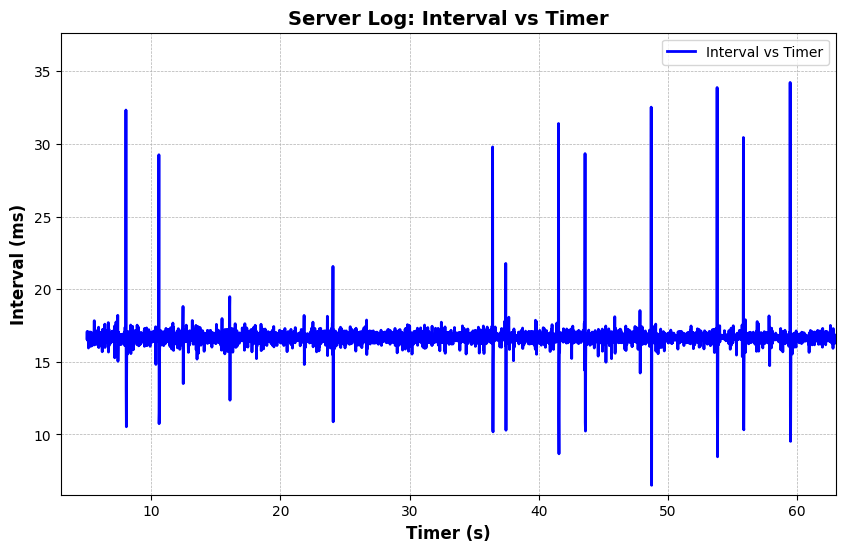 Server Log: Interval vs Timer
Interval vs Timer
35
30
25
20
15
10
Interval (ms)
10 20 30 40 50 60
Timer (s)